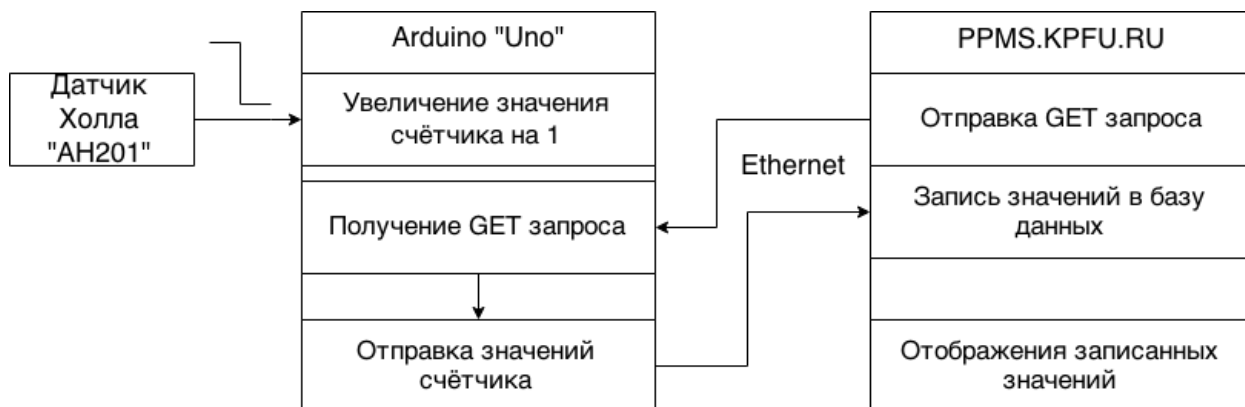 Датчик
Холла
"AH201"
Arduino "Uno"
Увеличение значения
счётчика на 1
Получение GET запроса
Отправка значений
счётчика
Ethernet
PPMS.KPFU.RU
Отправка GET запроса
Запись значений в базу
данных
Отображения записанных
значений